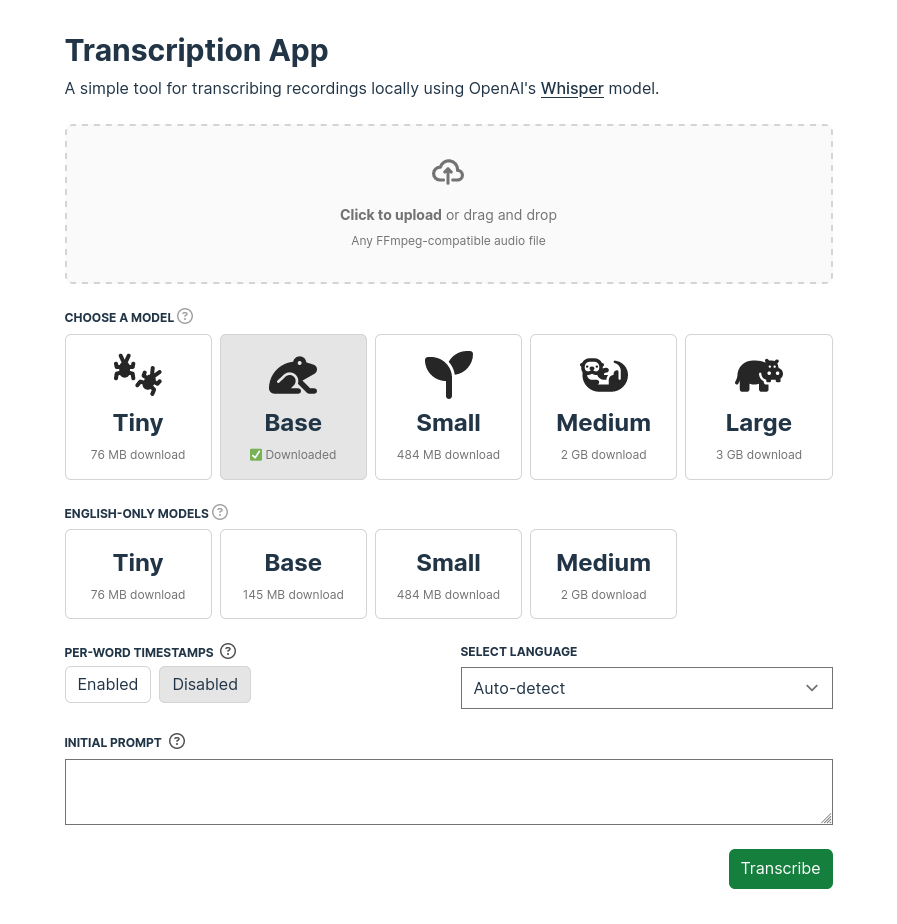 Transcription App
A simple tool for transcribing recordings locally using OpenAI's Whisper model.
Click to upload or drag and drop
Any FFmpeg-compatible audio file
CHOOSE A MODEL ?
Tiny Base Small Medium Large
76 MB download ✅ Downloaded 484 MB download 2 GB download 3 GB download
ENGLISH-ONLY MODELS ?
Tiny Base Small Medium
76 MB download 145 MB download 484 MB download 2 GB download
PER-WORD TIMESTAMPS ? SELECT LANGUAGE
Enabled Disabled Auto-detect
INITIAL PROMPT ?
Transcribe